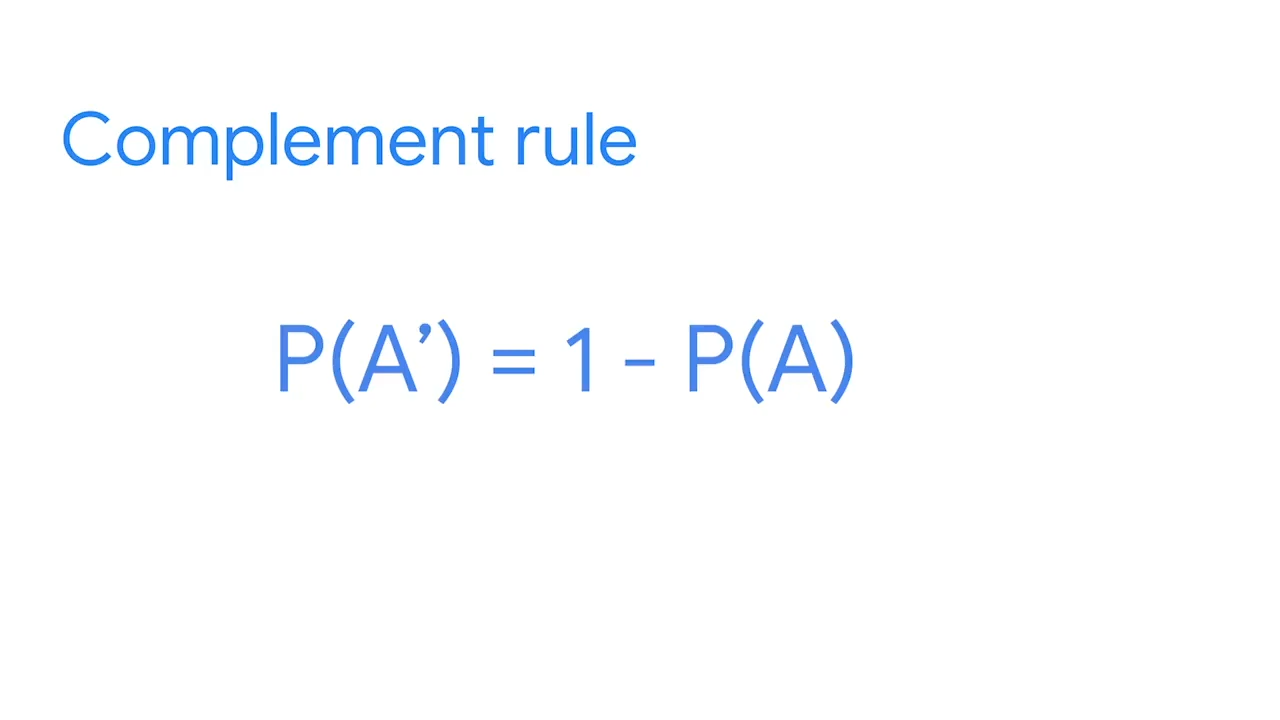 Complement rule
P(A’) = 1 - P(A)